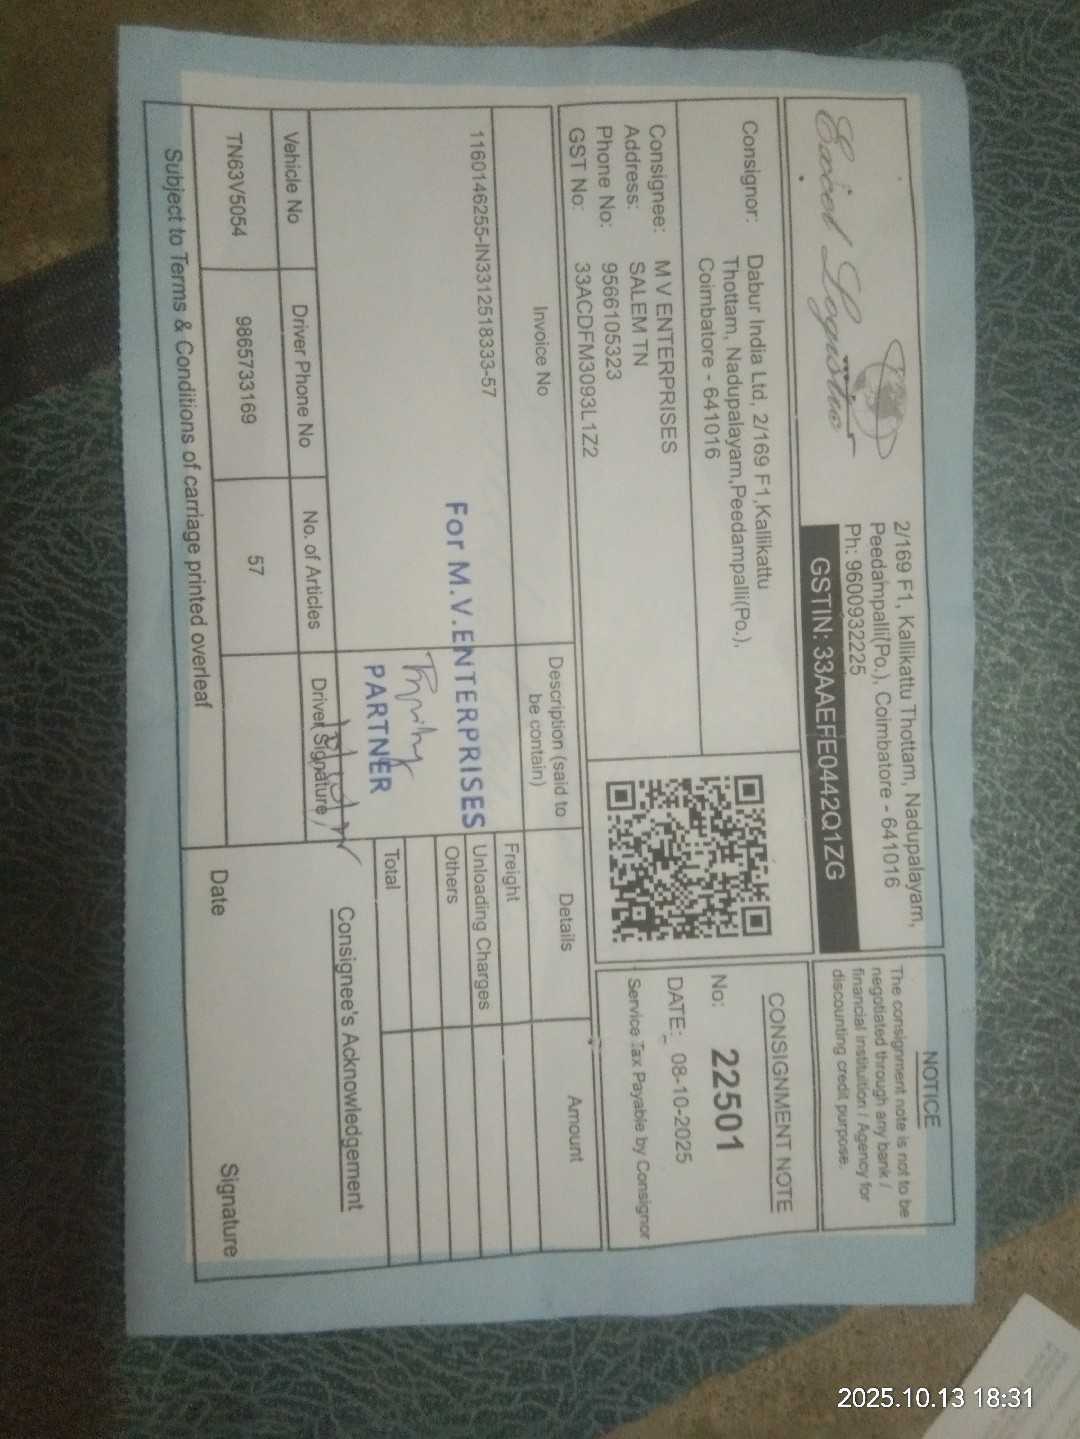 Excel Logistic
2/169 F1, Kallikattu Thottam, Nadupalayam,
Peedampalli(Po.), Coimbatore - 641016
Ph: 9600932225
GSTIN: 33AAEFE0442Q1ZG
NOTICE
The consignment note is not to be
negotiated through any bank /
financial instituition / Agency for
discounting credit purpose.
Consignor: Dabur India Ltd, 2/169 F1,Kallikattu
Thottam, Nadupalayam,Peedampalli(Po.),
Coimbatore - 641016
CONSIGNMENT NOTE
No: 22501
DATE: 08-10-2025
Service Tax Payable by Consignor
Consignee: M V ENTERPRISES
Address: SALEM TN
Phone No: 9566105323
GST No: 33ACDFM3093L1Z2
Invoice No
Description (said to
be contain)
Details
Amount
1160146255-IN3312518333-57
Freight
Unloading Charges
Others
Total
For M.V.ENTERPRISES
PARTNER
Vehicle No
Driver Phone No
No. of Articles
Driver Signature
TN63V5054
9865733169
57
Consignee's Acknowledgement
Date
Signature
Subject to Terms & Conditions of carriage printed overleaf
2025.10.13 18:31